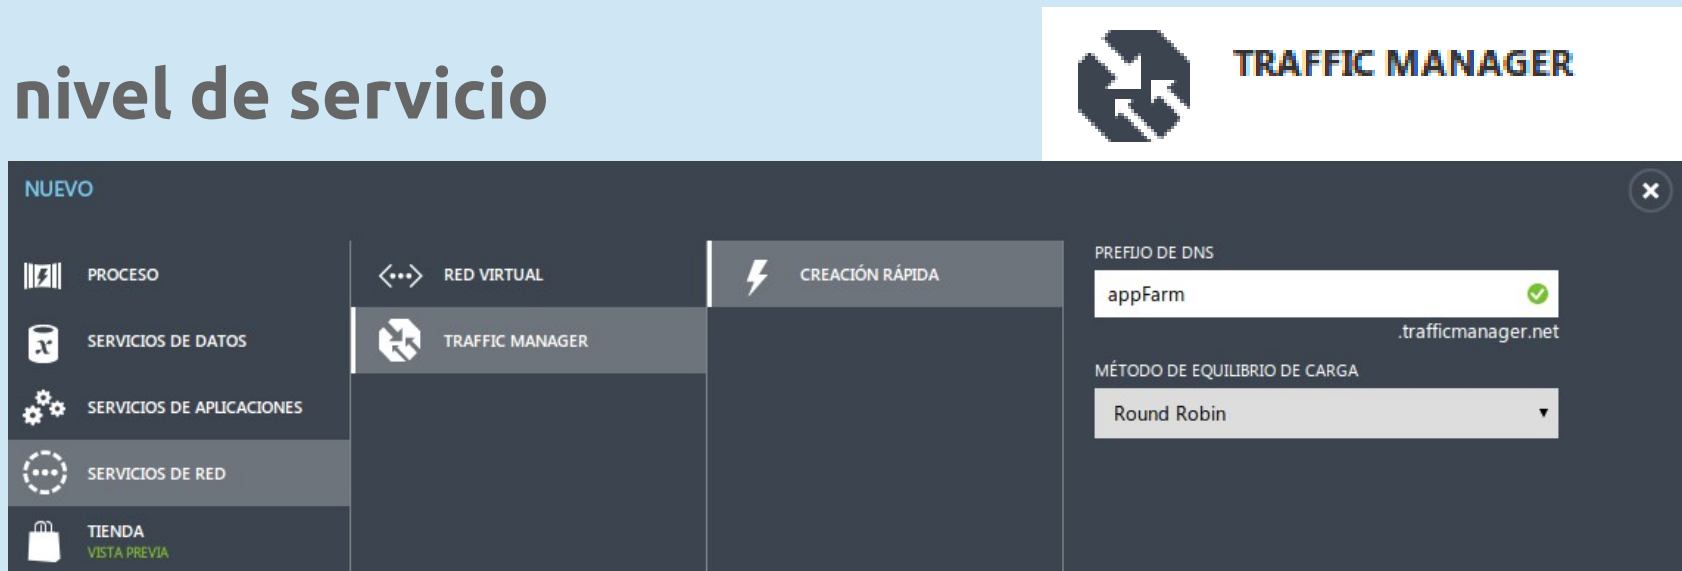 nivel de servicio
TRAFFIC MANAGER
NUEVO
PROCESO
SERVICIOS DE DATOS
SERVICIOS DE APLICACIONES
SERVICIOS DE RED
TIENDA
VISTA PREVIA
RED VIRTUAL
TRAFFIC MANAGER
CREACIÓN RÁPIDA
PREFIJO DE DNS
appFarm
.trafficmanager.net
MÉTODO DE EQUILIBRIO DE CARGA
Round Robin